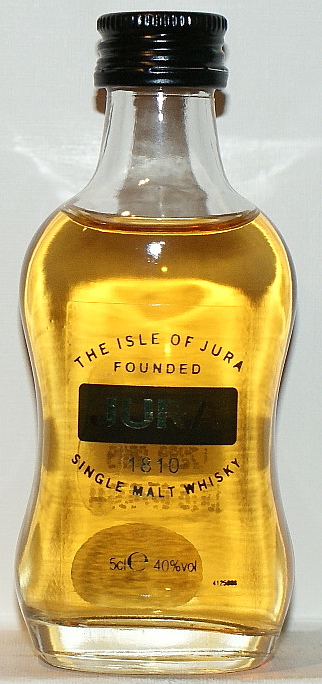 THE ISLE OF JURA
FOUNDED
JURA
1810
SINGLE MALT WHISKY
5cl e 40%vol